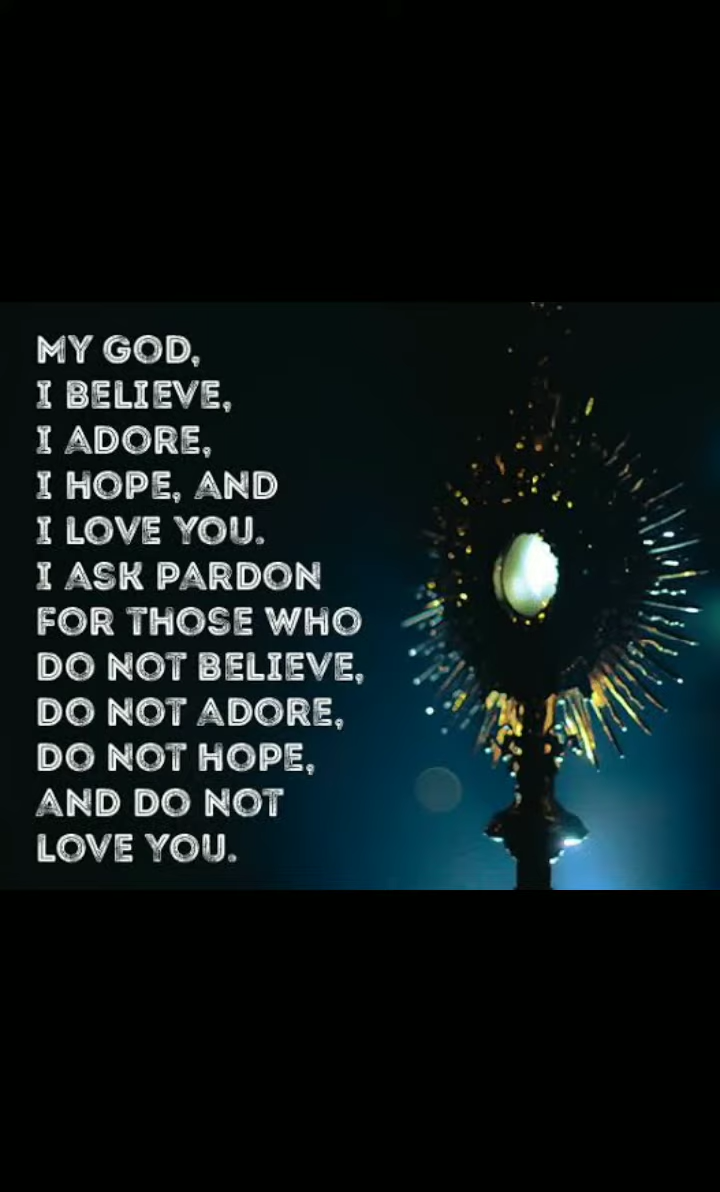 MY GOD,
I BELIEVE,
I ADORE,
I HOPE, AND
I LOVE YOU.
I ASK PARDON
FOR THOSE WHO
DO NOT BELIEVE,
DO NOT ADORE,
DO NOT HOPE,
AND DO NOT
LOVE YOU.